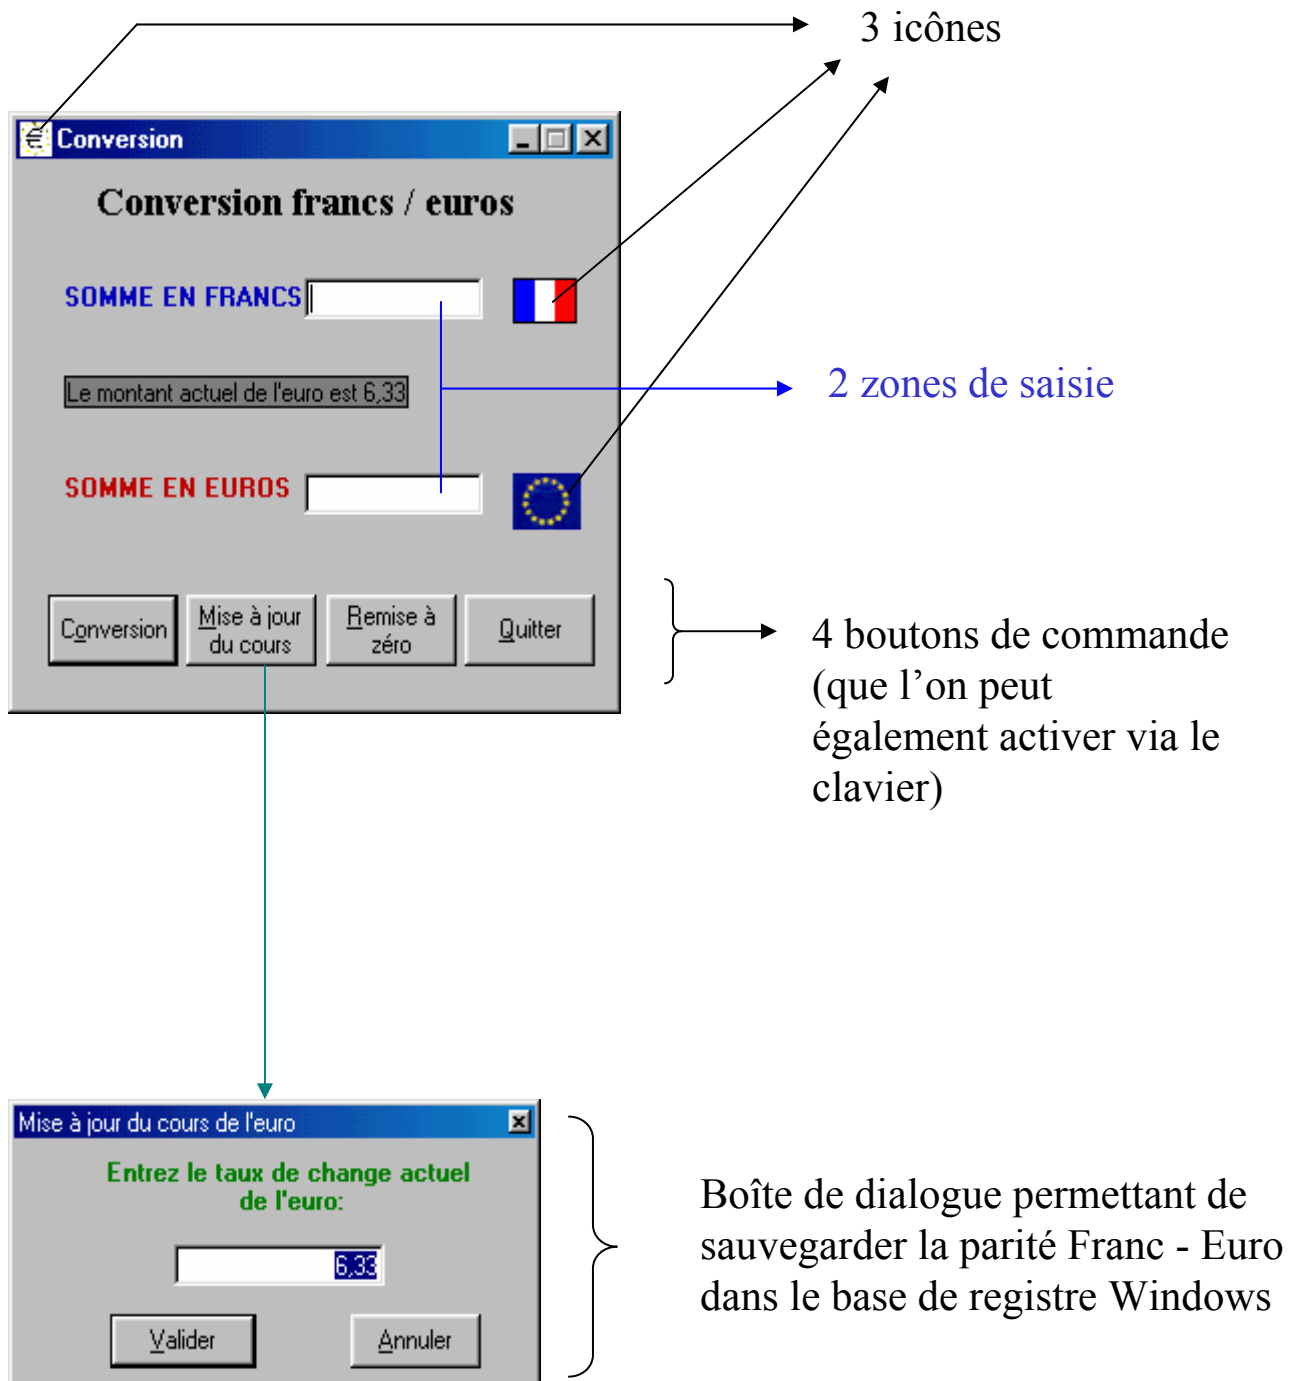 3 icônes
€ Conversion
Conversion francs / euros
SOMME EN FRANCS
Le montant actuel de l'euro est 6,33
2 zones de saisie
SOMME EN EUROS
Conversion
Mise à jour
du cours
Remise à
zéro
Quitter
4 boutons de commande
(que l’on peut
également activer via le
clavier)
Mise à jour du cours de l'euro
Entrez le taux de change actuel
de l'euro:
6,33
Valider
Annuler
Boîte de dialogue permettant de
sauvegarder la parité Franc - Euro
dans le base de registre Windows